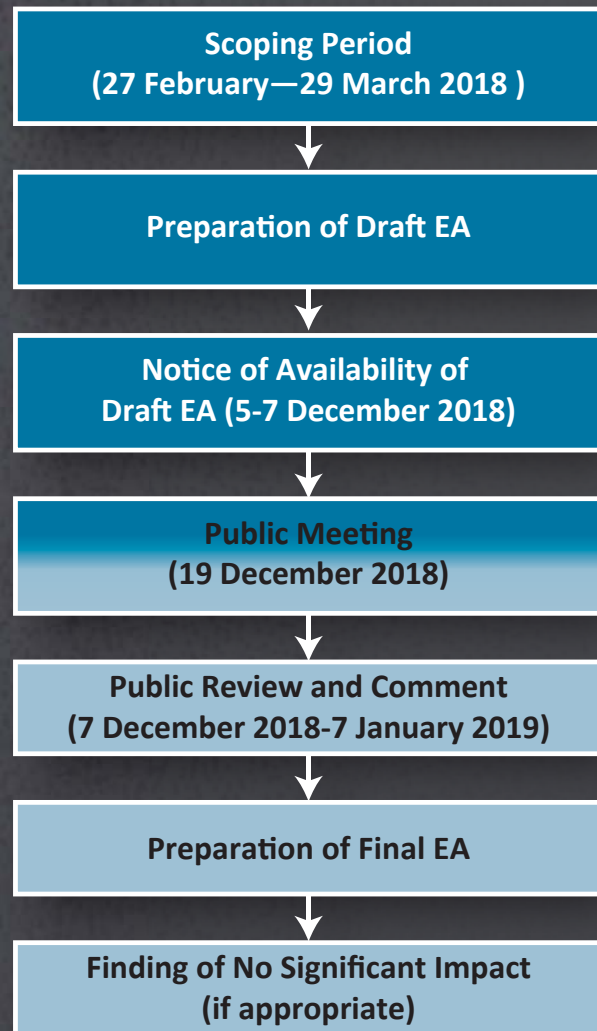 Scoping Period
(27 February—29 March 2018 )
Preparation of Draft EA
Notice of Availability of
Draft EA (5-7 December 2018)
Public Meeting
(19 December 2018)
Public Review and Comment
(7 December 2018-7 January 2019)
Preparation of Final EA
Finding of No Significant Impact
(if appropriate)